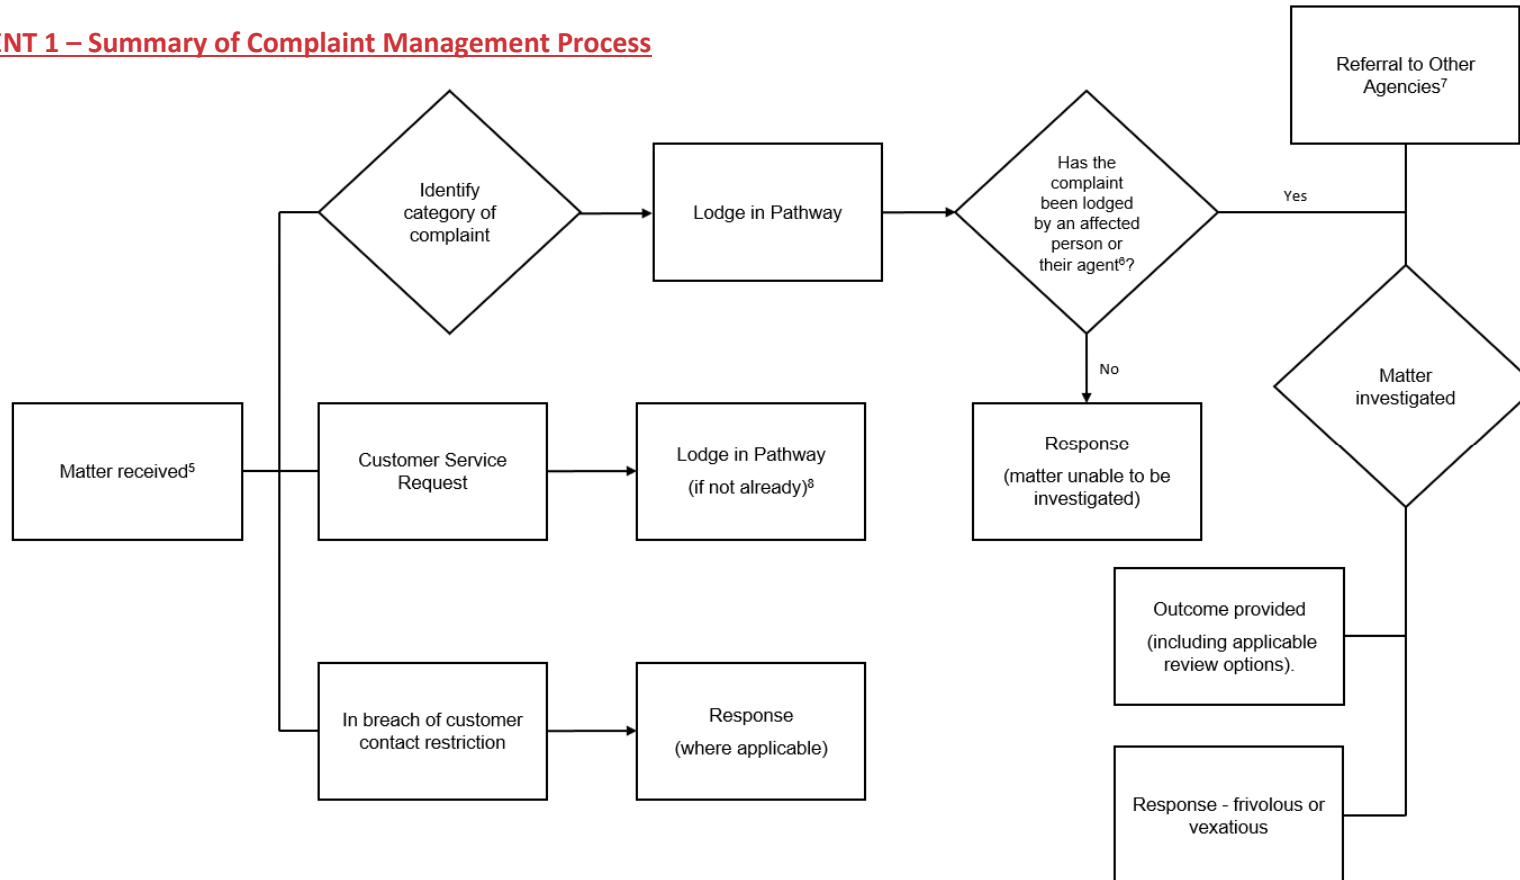 ENT 1 – Summary of Complaint Management Process
Referral to Other
Agencies⁷
Identify
category of
complaint
Lodge in Pathway
Has the
complaint
been lodged
by an affected
person or
their agent⁶?
Yes
No
Matter
investigated
Matter received⁵
Customer Service
Request
Lodge in Pathway
(if not already)⁸
Response
(matter unable to be
investigated)
Outcome provided
(including applicable
review options).
In breach of customer
contact restriction
Response
(where applicable)
Response - frivolous or
vexatious